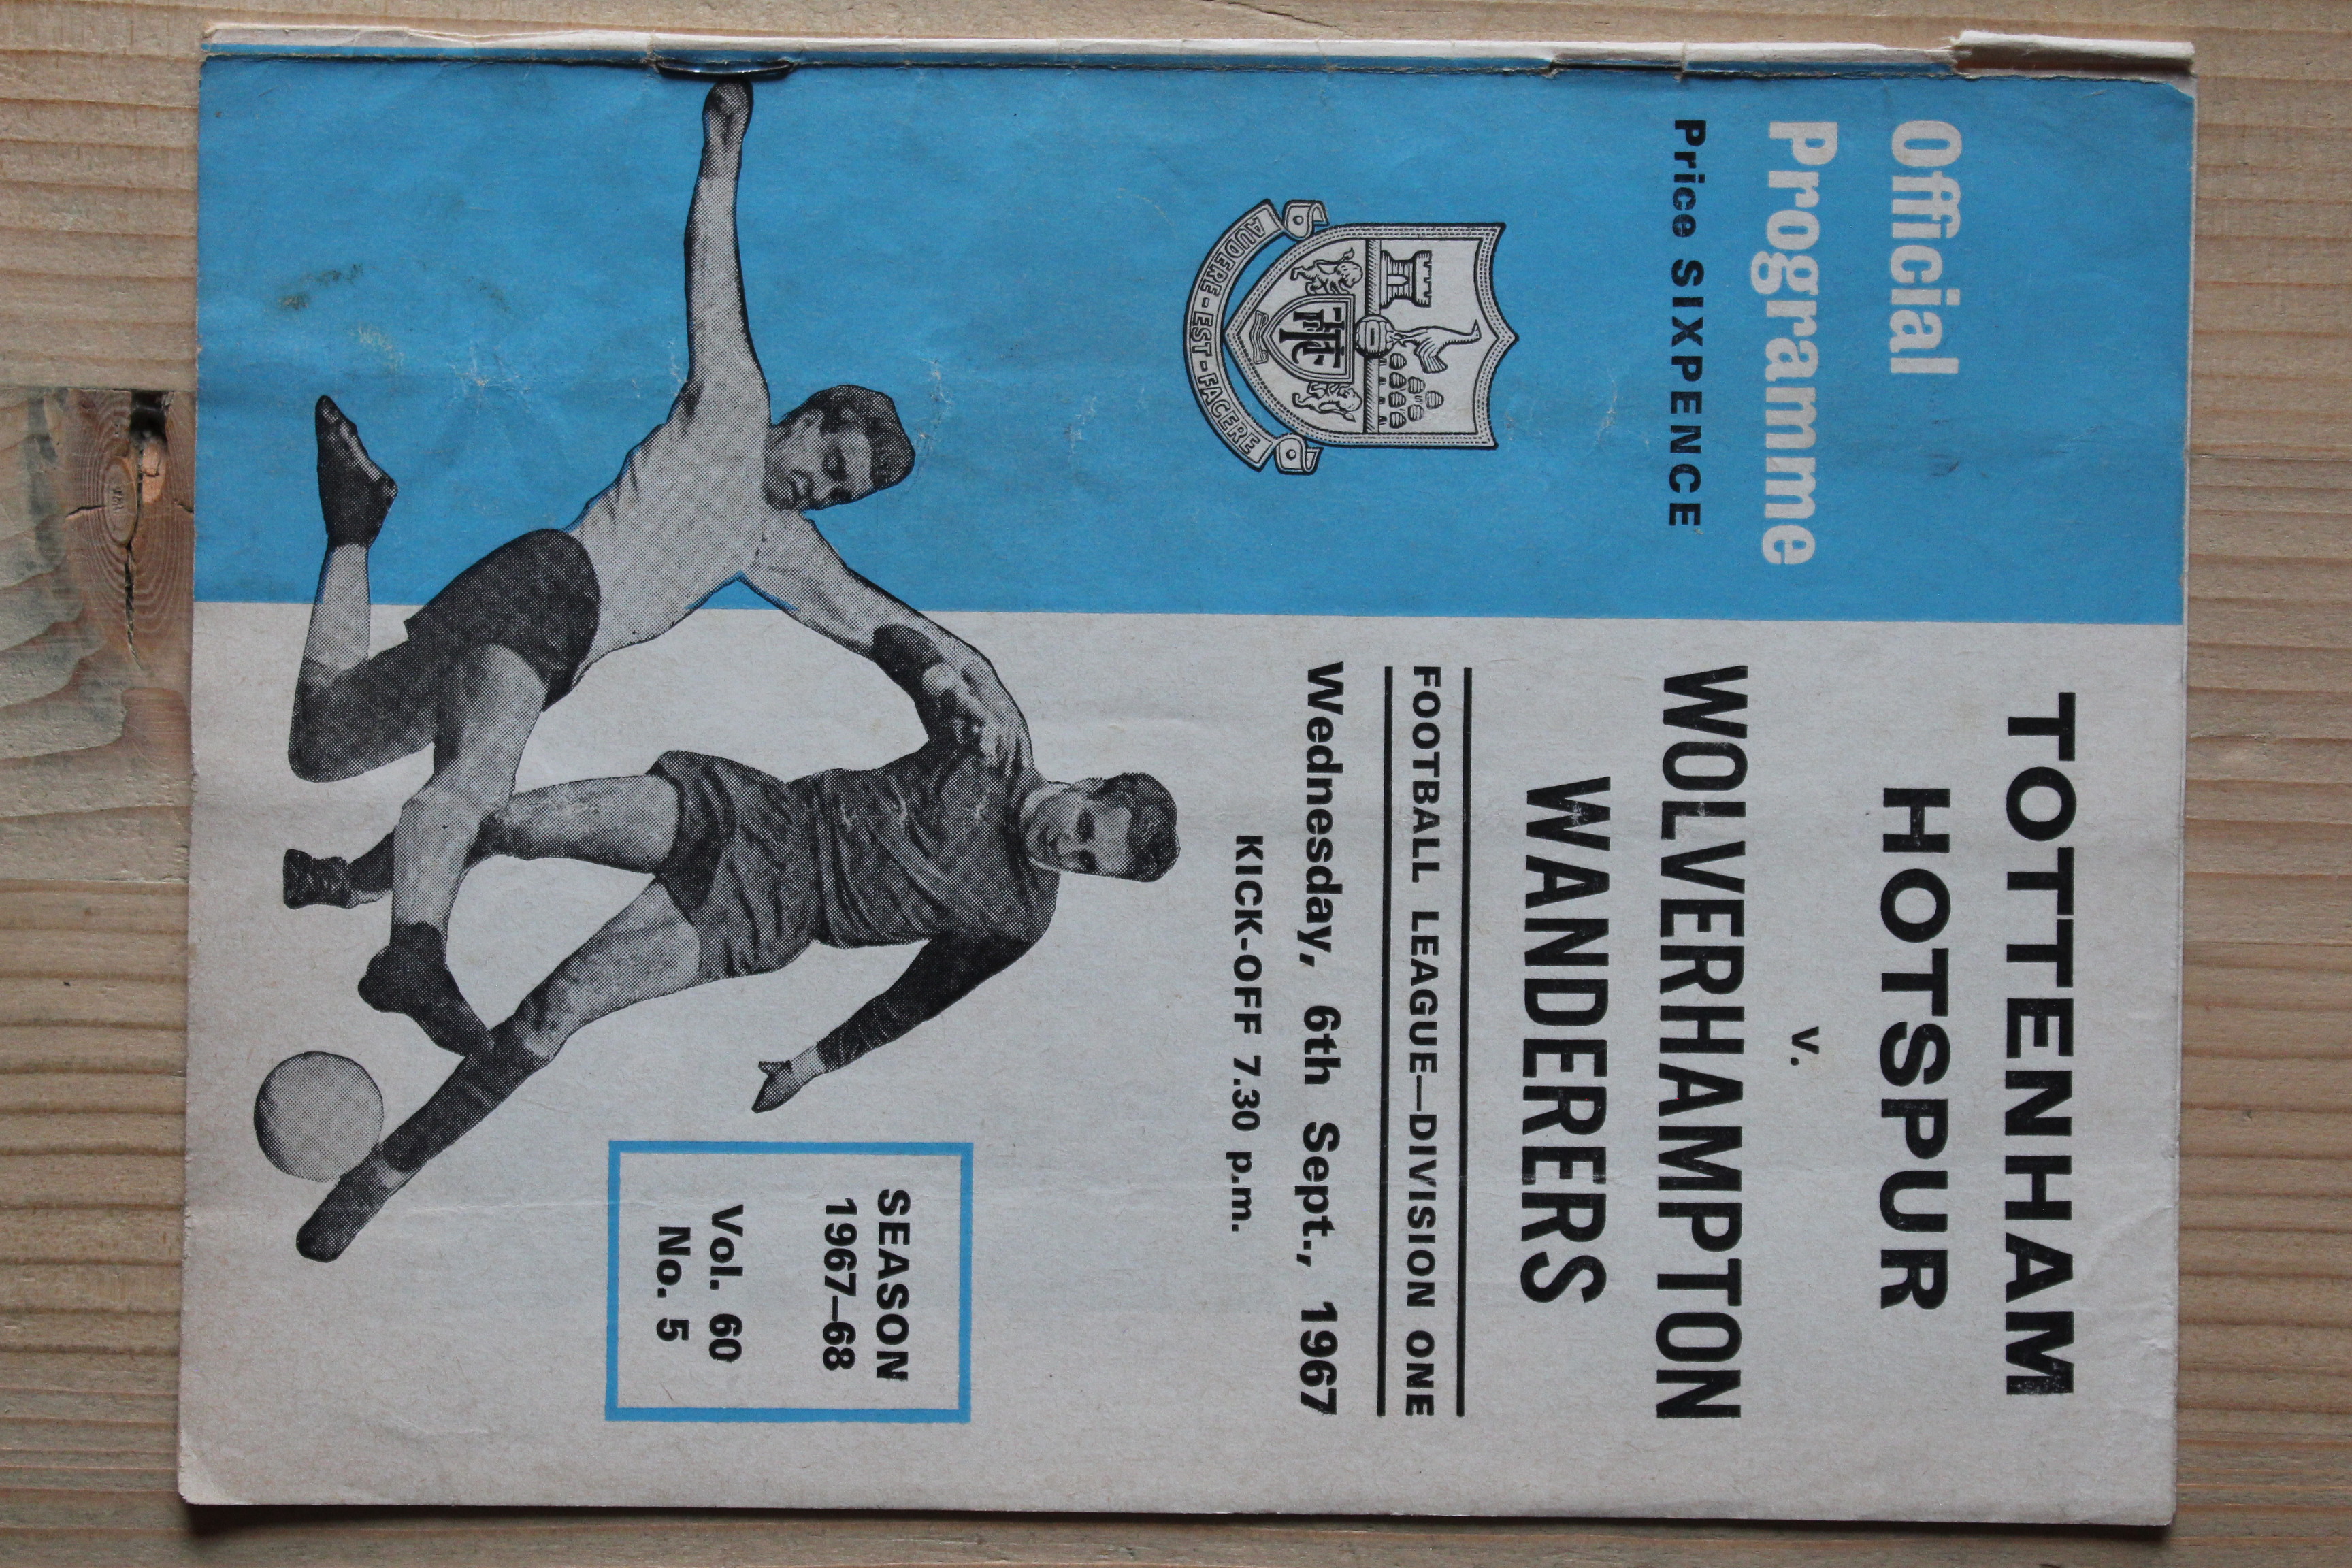 Official
Programme
Price SIXPENCE
AUDERE-EST-FACERE
TOTTENHAM
HOTSPUR
v.
WOLVERHAMPTON
WANDERERS
FOOTBALL LEAGUE—DIVISION ONE
Wednesday, 6th Sept., 1967
KICK-OFF 7.30 p.m.
SEASON
1967–68
Vol. 60
No. 5